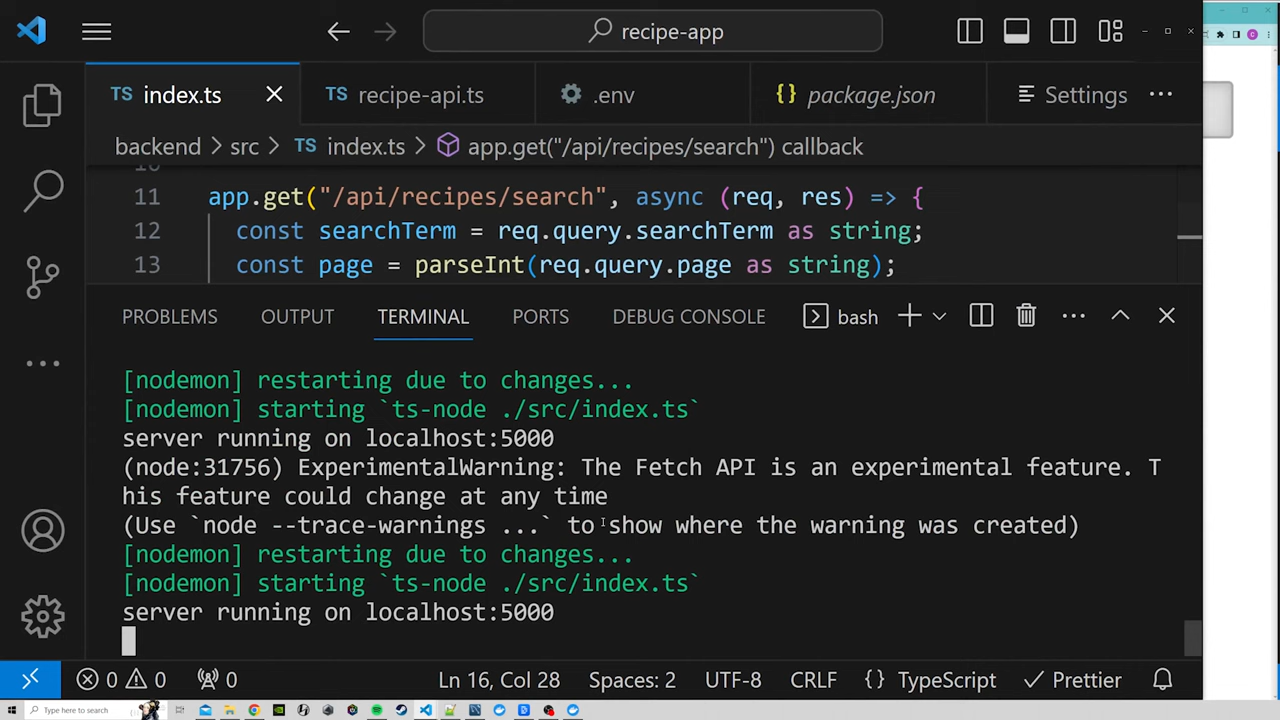 recipe-app
TS index.ts
TS recipe-api.ts
.env
{} package.json
Settings
backend > src > TS index.ts > app.get("/api/recipes/search") callback
10
11 app.get("/api/recipes/search", async (req, res) => {
12 const searchTerm = req.query.searchTerm as string;
13 const page = parseInt(req.query.page as string);
PROBLEMS OUTPUT TERMINAL PORTS DEBUG CONSOLE bash
[nodemon] restarting due to changes...
[nodemon] starting `ts-node ./src/index.ts`
server running on localhost:5000
(node:31756) ExperimentalWarning: The Fetch API is an experimental feature. T
his feature could change at any time
(Use `node --trace-warnings ...` to show where the warning was created)
[nodemon] restarting due to changes...
[nodemon] starting `ts-node ./src/index.ts`
server running on localhost:5000
0 0 0 Ln 16, Col 28 Spaces: 2 UTF-8 CRLF {} TypeScript Prettier
Type here to search